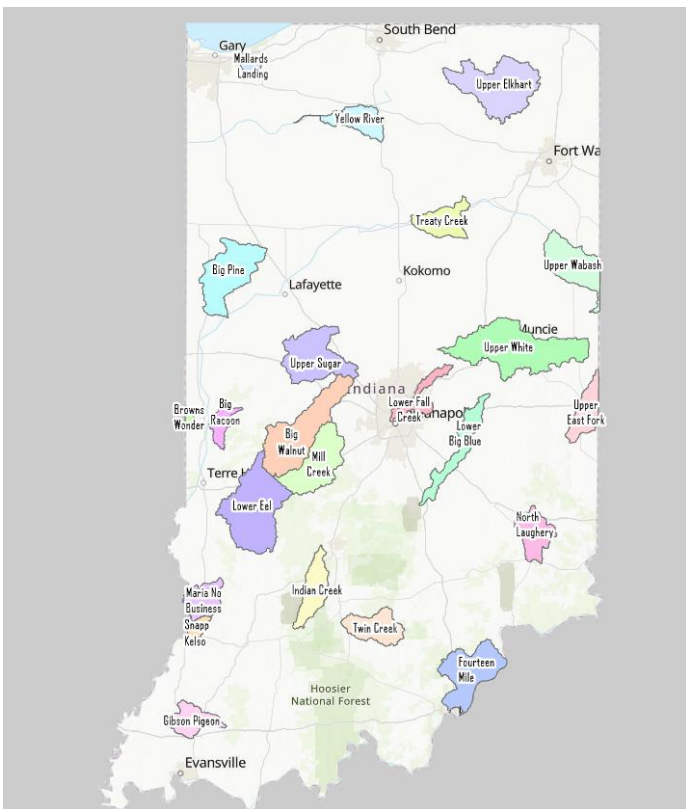 South Bend
Gary
Mallards
Landing
Upper Elkhart
Yellow River
Fort Wa
Treaty Creek
Big Pine
Upper Wabash
Kokomo
Lafayette
Muncie
Upper White
Upper Sugar
Indiana
Lower Fall
Creek
anapo
Browns
Wonder
Big
Racoon
Upper
East Fork
Lower
Big Blue
Big
Walnut
Mill
Creek
Terre H
Lower Eel
North
Laughery
Indian Creek
Maria No
Business
Snapp
Kelso
Twin Creek
Fourteen
Mile
Hoosier
National Forest
Gibson Pigeon
Evansville